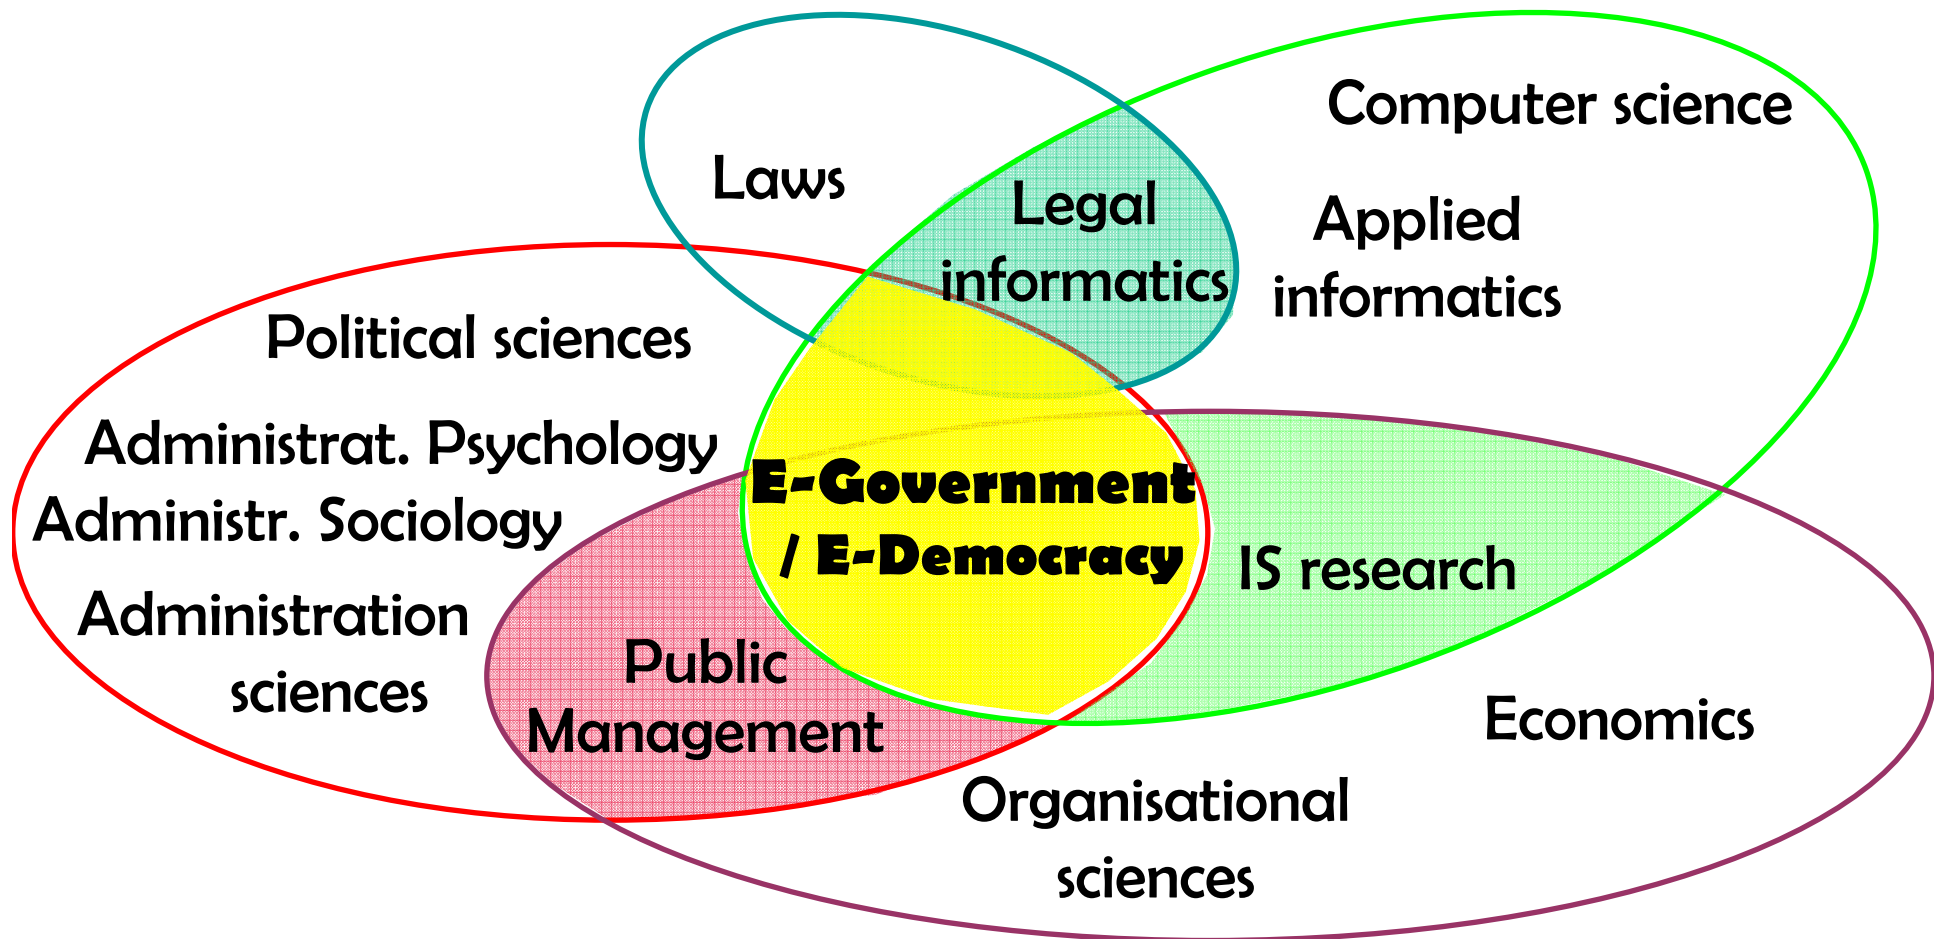 Computer science
Laws
Legal
informatics
Applied
informatics
Political sciences
Administrat. Psychology
Administr. Sociology
Administration
sciences
E-Government
/ E-Democracy
IS research
Public
Management
Economics
Organisational
sciences